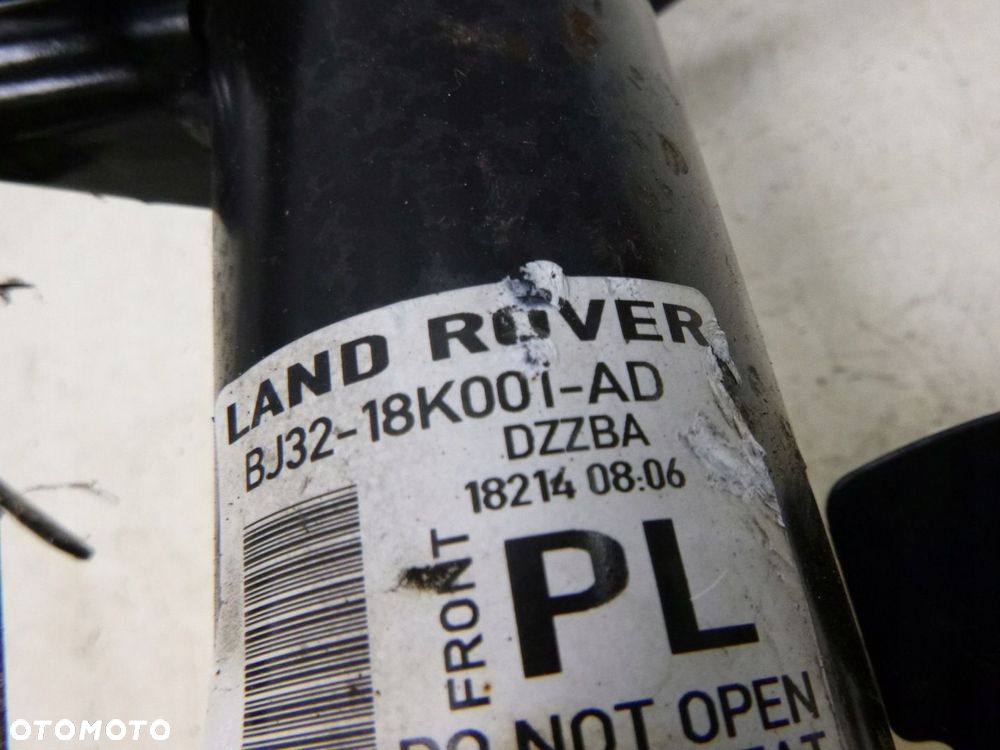 LAND ROVER
BJ32-18K001-AD
DZZBA
18214 08:06
FRONT
PL
DO NOT OPEN
OTOMOTO